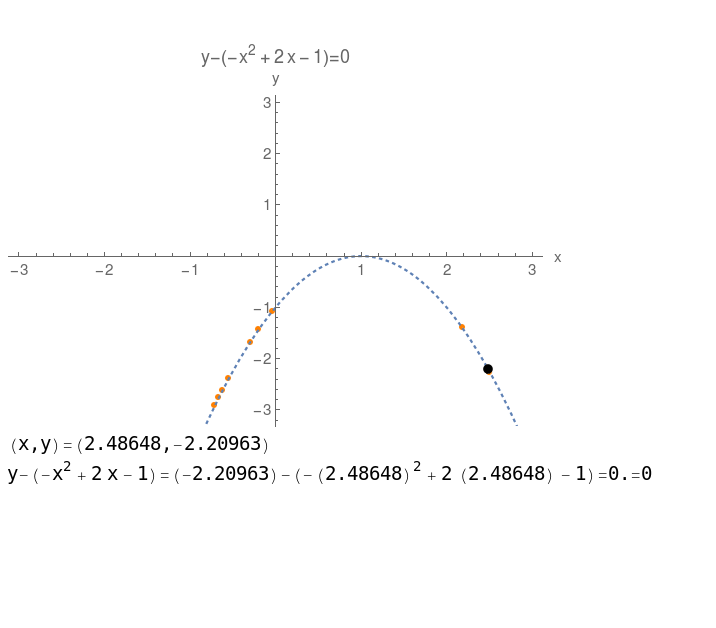 y−(−x² + 2 x − 1)=0
y
3
2
1
−3 −2 −1 1 2 3 x
−1
−2
−3
(x,y) = (2.48648,−2.20963)
y− (−x² + 2 x − 1) = (−2.20963) − (− (2.48648)² + 2 (2.48648) − 1) =0.=0